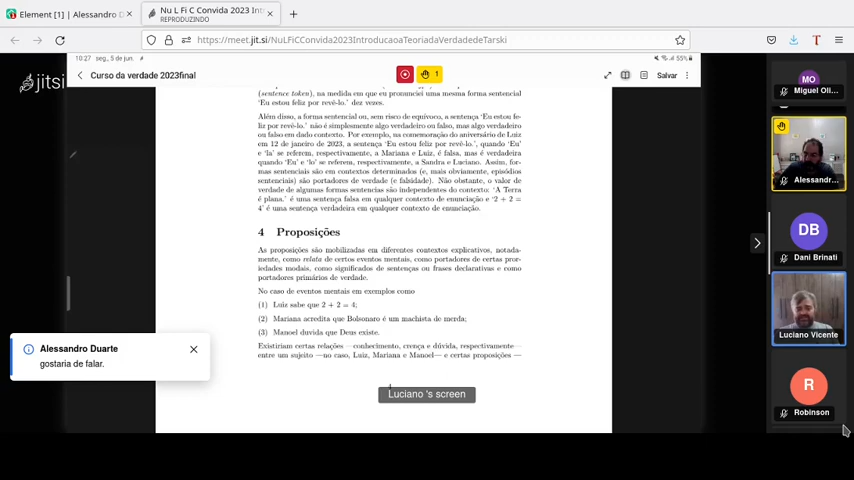 Element [1] | Alessandro D
Nu L Fi C Convida 2023 Intr
REPRODUZINDO
https://meet.jit.si/NuLFiCConvida2023IntroducaoaTeoriadaVerdadedeTarski
10:27 seg., 5 de jun.
55%
jitsi
Curso da verdade 2023final
1
Salvar
(sentence token), na medida em que eu pronunciei uma mesma forma sentencial
'Eu estou feliz por revê-lo.' dez vezes.
Além disso, a forma sentencial ou, sem risco de equívoco, a sentença 'Eu estou fe-
liz por revê-lo.' não é simplesmente algo verdadeiro ou falso, mas algo verdadeiro
ou falso em dado contexto. Por exemplo, na comemoração do aniversário de Luiz
em 12 de janeiro de 2023, a sentença 'Eu estou feliz por revê-lo.', quando 'Eu'
e 'la' se referem, respectivamente, a Mariana e Luiz, é falsa, mas é verdadeira
quando 'Eu' e 'lo' se referem, respectivamente, a Sandra e Luciano. Assim, for-
mas sentenciais são em contextos determinados (e, mais obviamente, episódios
sentenciais) são portadores de verdade (e falsidade). Não obstante, o valor de
verdade de algumas formas sentenciais são independentes do contexto: 'A Terra
é plana.' é uma sentença falsa em qualquer contexto de enunciação e '2 + 2 =
4' é uma sentença verdadeira em qualquer contexto de enunciação.
4 Proposições
As proposições são mobilizadas em diferentes contextos explicativos, notada-
mente, como relata de certos eventos mentais, como portadores de certas pro-
priedades modais, como significados de sentenças ou frases declarativas e como
portadores primários de verdade.
No caso de eventos mentais em exemplos como
(1) Luiz sabe que 2 + 2 = 4;
(2) Mariana acredita que Bolsonaro é um machista de merda;
(3) Manoel duvida que Deus existe.
Existiriam certas relações —conhecimento, crença e dúvida, respectivamente—
entre um sujeito —no caso, Luiz, Mariana e Manoel— e certas proposições —
Alessandro Duarte
gostaria de falar.
Luciano 's screen
MO
Miguel Oli...
Alessandr...
DB
Dani Brinati
Luciano Vicente
R
Robinson